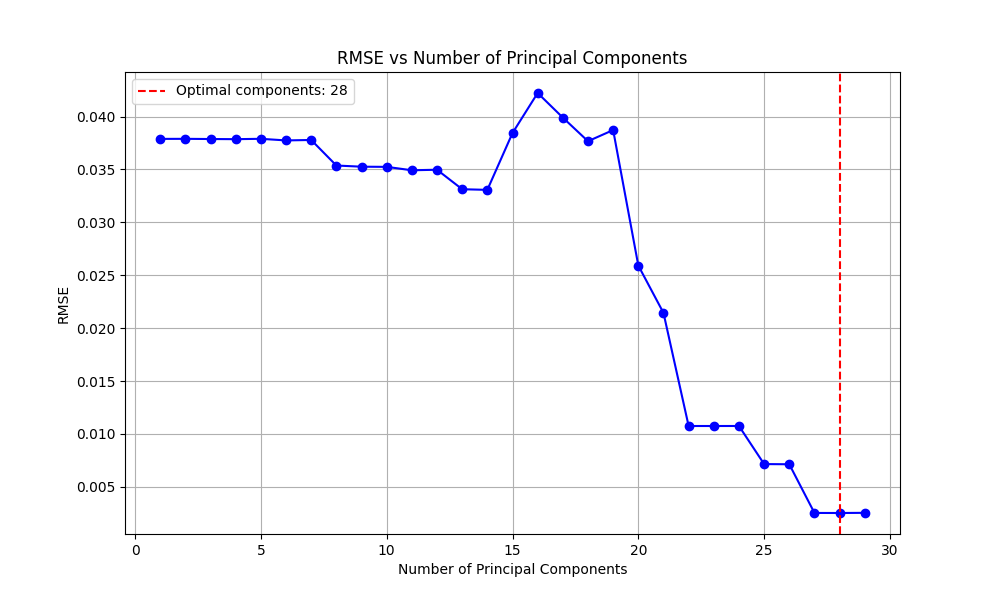 RMSE vs Number of Principal Components
Optimal components: 28
0.040
0.035
0.030
0.025
0.020
0.015
0.010
0.005
RMSE
0 5 10 15 20 25 30
Number of Principal Components